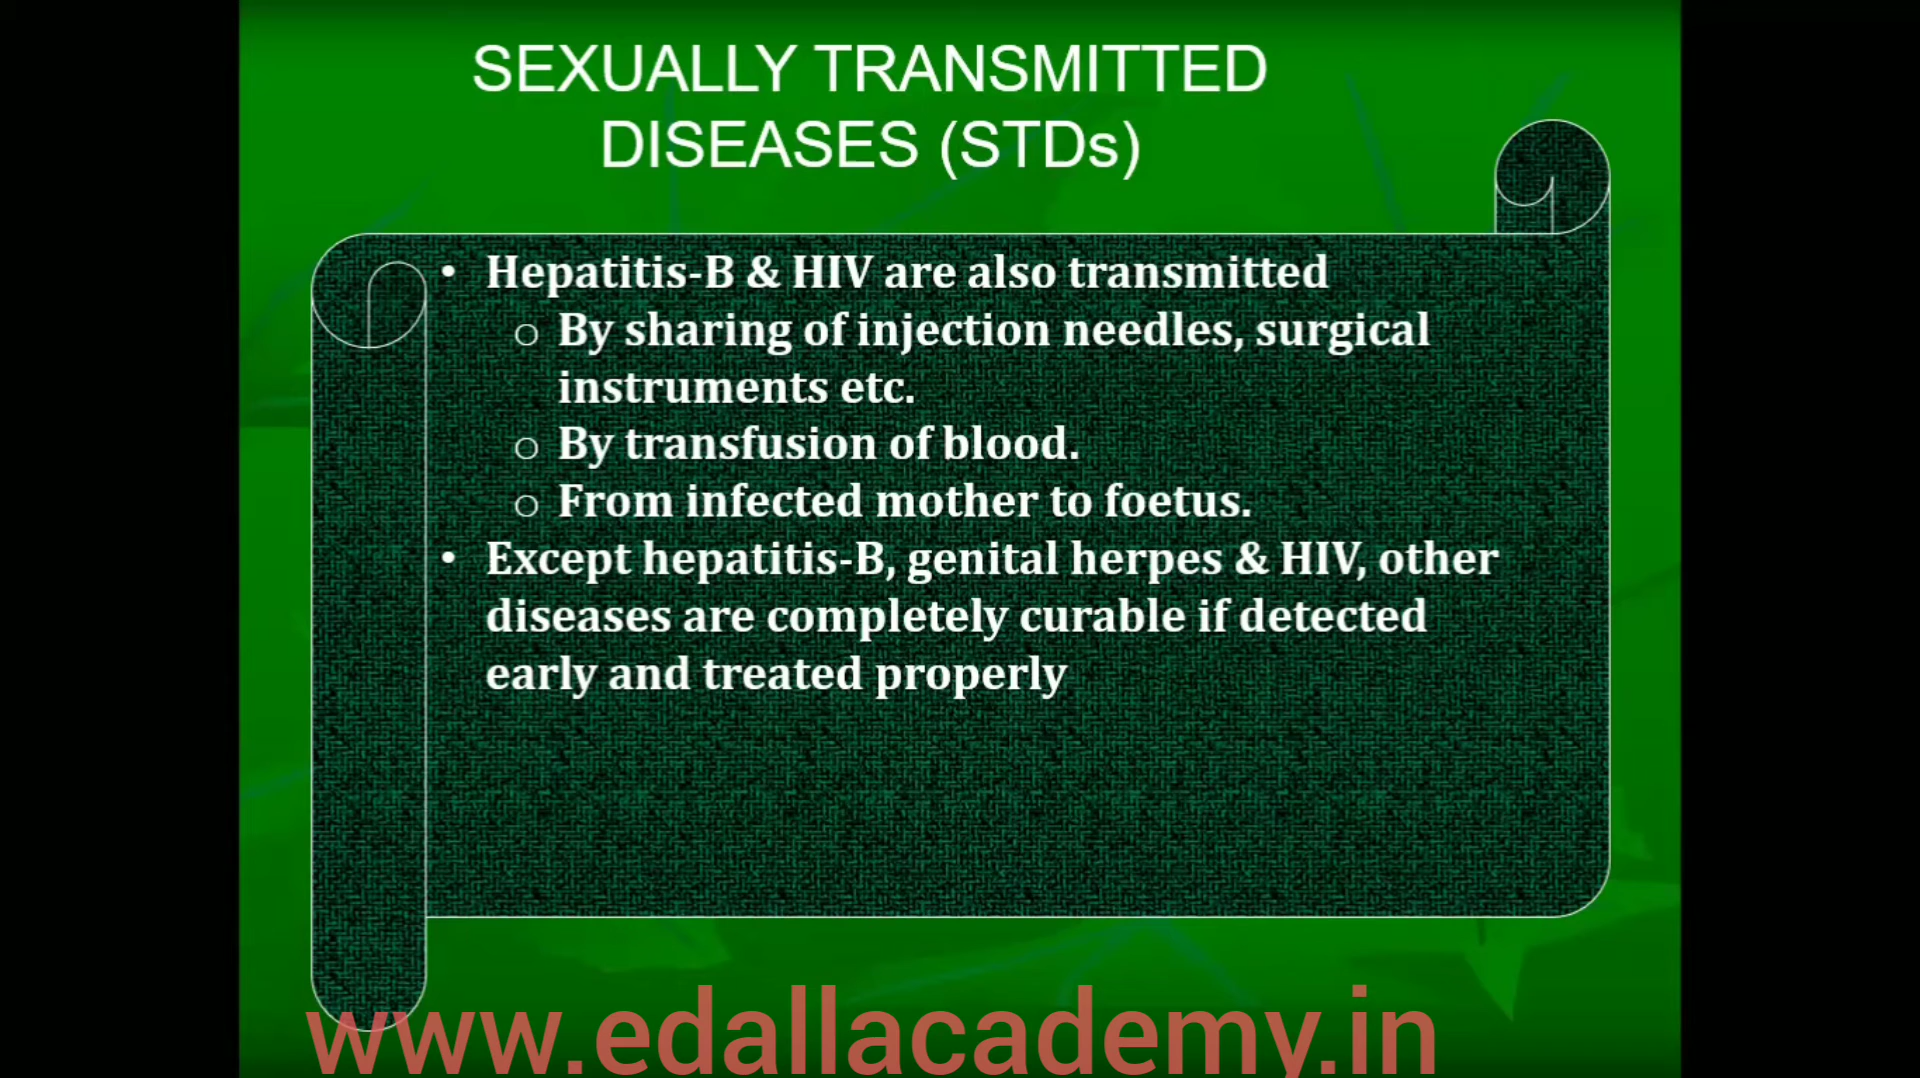 SEXUALLY TRANSMITTED
DISEASES (STDs)
• Hepatitis-B & HIV are also transmitted
o By sharing of injection needles, surgical
instruments etc.
o By transfusion of blood.
o From infected mother to foetus.
• Except hepatitis-B, genital herpes & HIV, other
diseases are completely curable if detected
early and treated properly
www.edallacademy.in